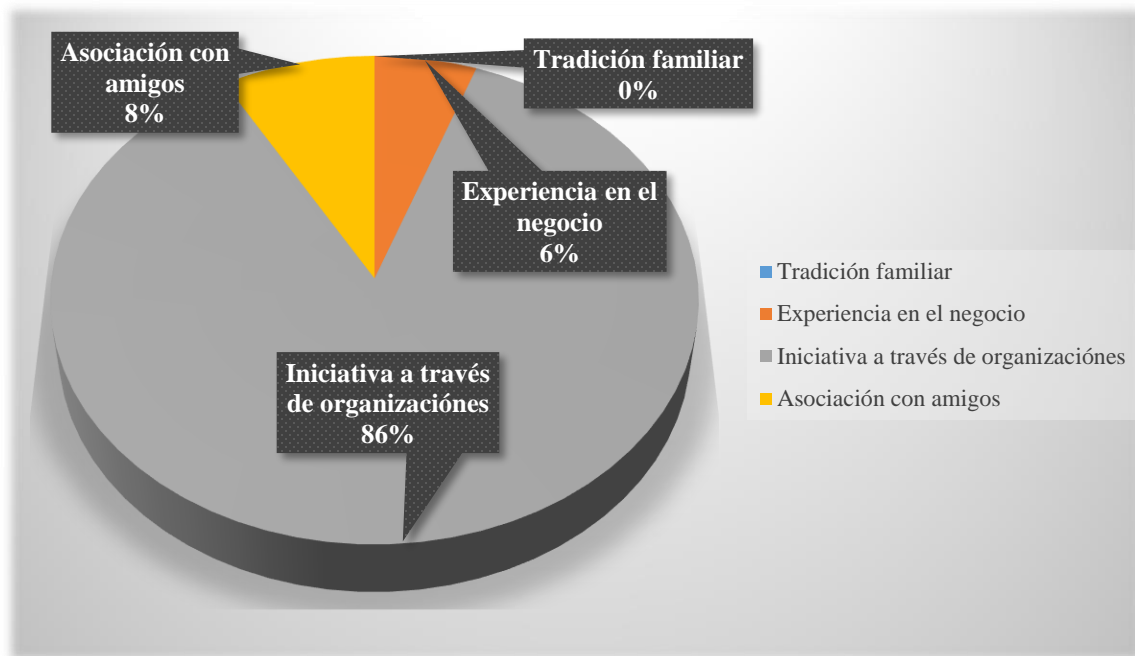 Asociación con
amigos
8%
Tradición familiar
0%
Experiencia en el
negocio
6%
Iniciativa a través
de organizaciónes
86%
Tradición familiar
Experiencia en el negocio
Iniciativa a través de organizaciónes
Asociación con amigos